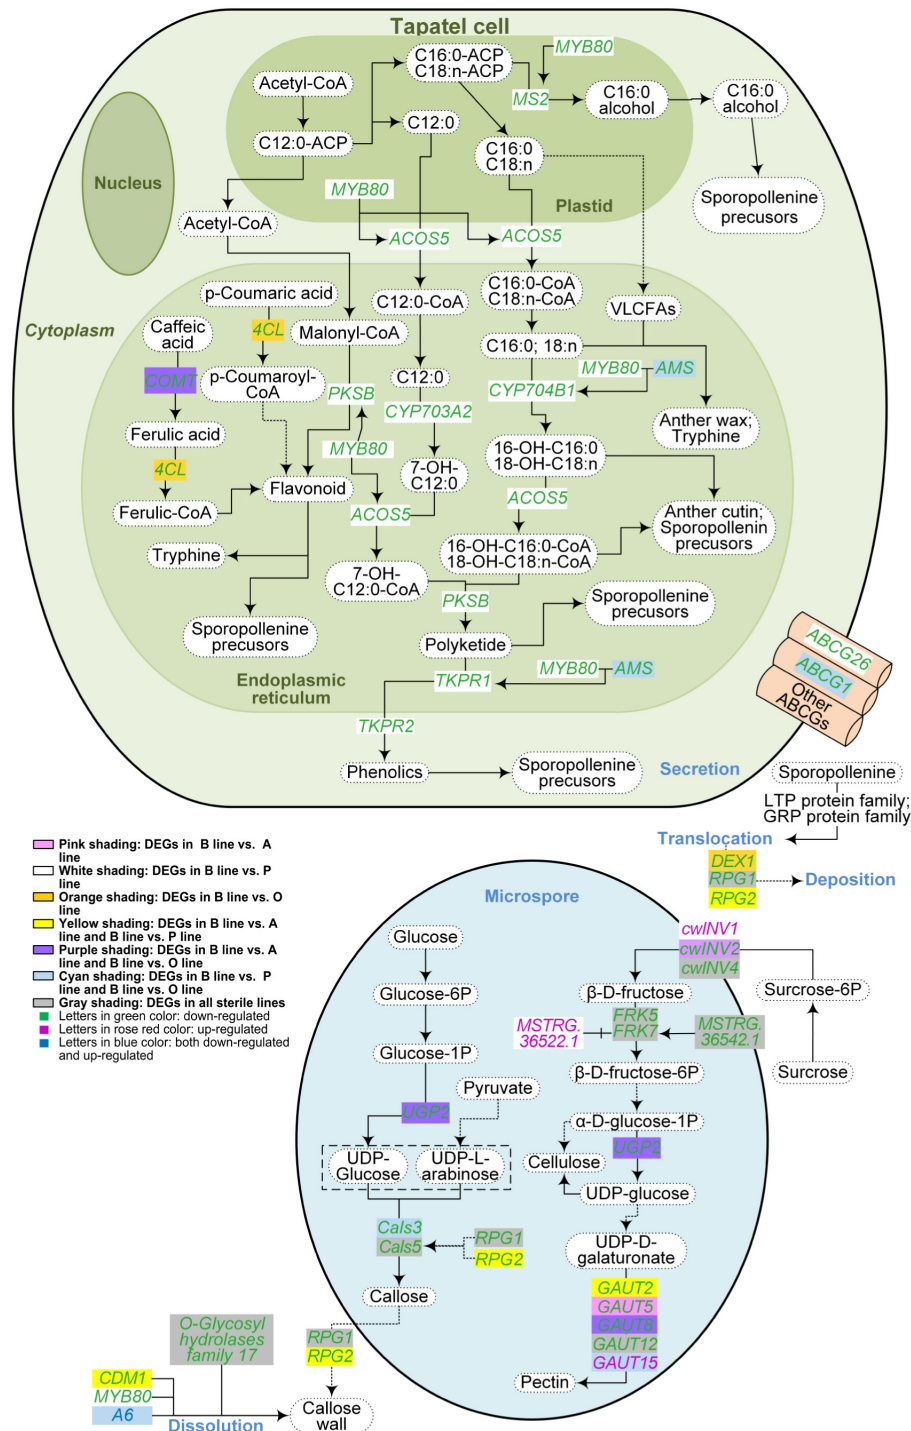 Tapatel cell
MYB80
C16:0-ACP
C18:n-ACP
Acetyl-CoA
MS2
C16:0
alcohol
C16:0
alcohol
C12:0
C12:0-ACP
C16:0
C18:n
Nucleus
MYB80
Plastid
Sporopollenine
precusors
Acetyl-CoA
ACOS5
ACOS5
p-Coumaric acid
C16:0-CoA
C18:n-CoA
C12:0-CoA
VLCFAs
Cytoplasm
Caffeic
acid
4CL
Malonyl-CoA
C16:0; 18:n
MYB80
AMS
COMT
p-Coumaroyl-
CoA
C12:0
PKSB
CYP704B1
CYP703A2
Anther wax;
Tryphine
Ferulic acid
MYB80
16-OH-C16:0
18-OH-C18:n
4CL
7-OH-
C12:0
Flavonoid
ACOS5
Ferulic-CoA
ACOS5
Anther cutin;
Sporopollenin
precusors
Tryphine
16-OH-C16:0-CoA
18-OH-C18:n-CoA
7-OH-
C12:0-CoA
PKSB
Sporopollenine
precusors
Sporopollenine
precusors
Polyketide
ABCG26
ABCG1
Other
ABCGs
Endoplasmic
reticulum
TKPR1
MYB80
AMS
TKPR2
Phenolics
Sporopollenine
precusors
Secretion
Sporopollenine
LTP protein family;
GRP protein family
Translocation
DEX1
RPG1
RPG2
Deposition
Pink shading: DEGs in B line vs. A
line
White shading: DEGs in B line vs. P
line
Orange shading: DEGs in B line vs. O
line
Yellow shading: DEGs in B line vs. A
line and B line vs. P line
Purple shading: DEGs in B line vs. A
line and B line vs. O line
Cyan shading: DEGs in B line vs. P
line and B line vs. O line
Gray shading: DEGs in all sterile lines
Letters in green color: down-regulated
Letters in rose red color: up-regulated
Letters in blue color: both down-regulated
and up-regulated
Microspore
Glucose
cwINV1
cwINV2
cwINV4
Glucose-6P
β-D-fructose
Surcrose-6P
MSTRG.
36522.1
FRK5
FRK7
MSTRG.
36542.1
Glucose-1P
β-D-fructose-6P
Surcrose
Pyruvate
UGP2
α-D-glucose-1P
UGP2
UDP-
Glucose
UDP-L-
arabinose
Cellulose
UDP-glucose
Cals3
Cals5
RPG1
RPG2
UDP-D-
galaturonate
GAUT2
GAUT5
GAUT8
GAUT12
GAUT15
Callose
O-Glycosyl
hydrolases
family 17
RPG1
RPG2
Pectin
CDM1
MYB80
A6
Dissolution
Callose
wall